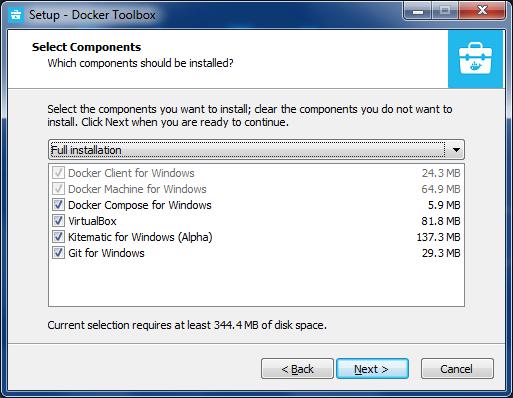 Setup - Docker Toolbox
Select Components
Which components should be installed?
Select the components you want to install; clear the components you do not want to
install. Click Next when you are ready to continue.
Full installation
Docker Client for Windows 24.3 MB
Docker Machine for Windows 64.9 MB
Docker Compose for Windows 5.9 MB
VirtualBox 81.8 MB
Kitematic for Windows (Alpha) 137.3 MB
Git for Windows 29.3 MB
Current selection requires at least 344.4 MB of disk space.
< Back Next > Cancel